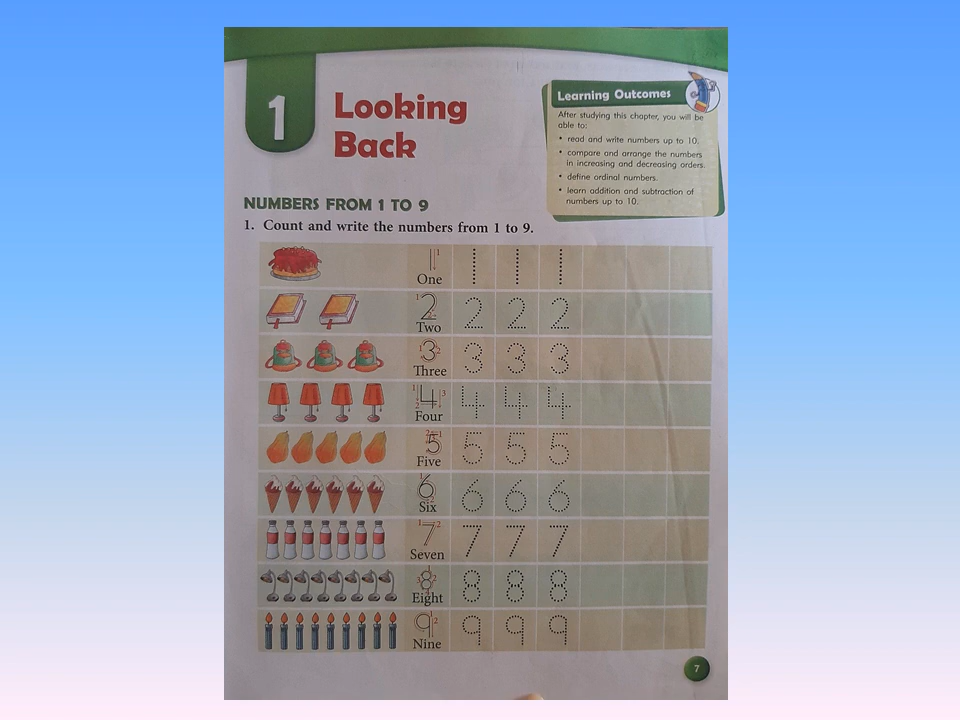 1
Looking
Back
Learning Outcomes
After studying this chapter, you will be
able to:
• read and write numbers up to 10.
• compare and arrange the numbers
in increasing and decreasing orders.
• define ordinal numbers.
• learn addition and subtraction of
numbers up to 10.
NUMBERS FROM 1 TO 9
1. Count and write the numbers from 1 to 9.
1 1 1 1
One
2 2 2 2
Two
3 3 3 3
Three
4 4 4 4
Four
5 5 5 5
Five
6 6 6 6
Six
7 7 7 7
Seven
8 8 8 8
Eight
9 9 9 9
Nine
7